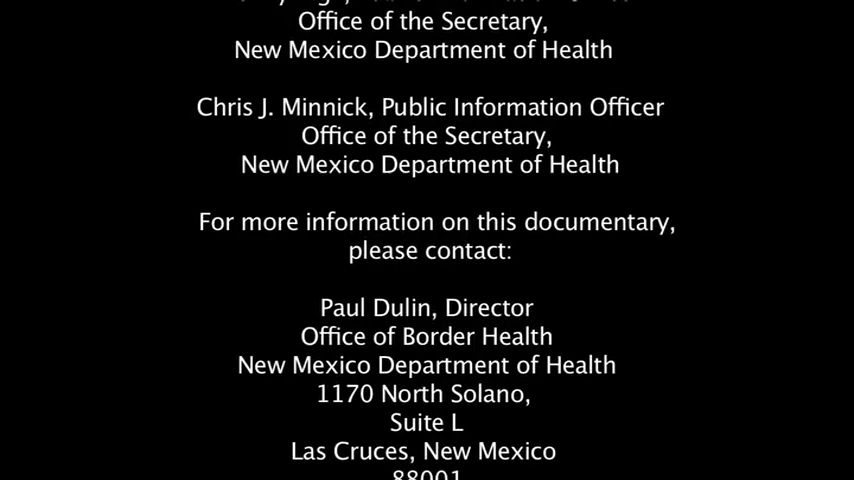 Office of the Secretary,
New Mexico Department of Health
Chris J. Minnick, Public Information Officer
Office of the Secretary,
New Mexico Department of Health
For more information on this documentary,
please contact:
Paul Dulin, Director
Office of Border Health
New Mexico Department of Health
1170 North Solano,
Suite L
Las Cruces, New Mexico
88001